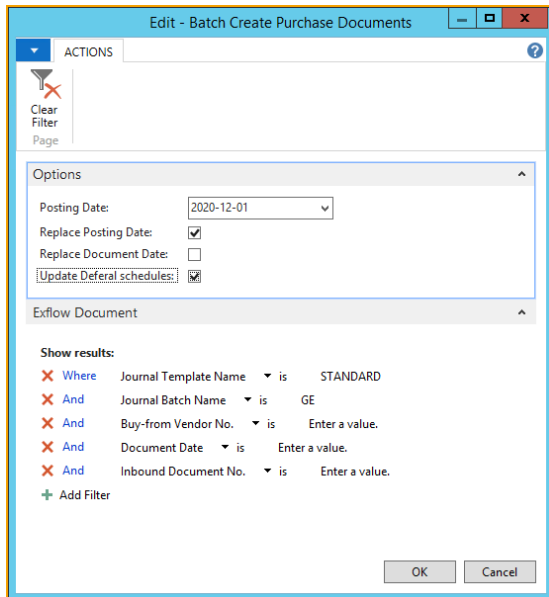 Edit - Batch Create Purchase Documents
ACTIONS
Clear
Filter
Page
Options
Posting Date: 2020-12-01
Replace Posting Date:
Replace Document Date:
Update Deferal schedules:
Exflow Document
Show results:
Where Journal Template Name is STANDARD
And Journal Batch Name is GE
And Buy-from Vendor No. is Enter a value.
And Document Date is Enter a value.
And Inbound Document No. is Enter a value.
Add Filter
OK Cancel